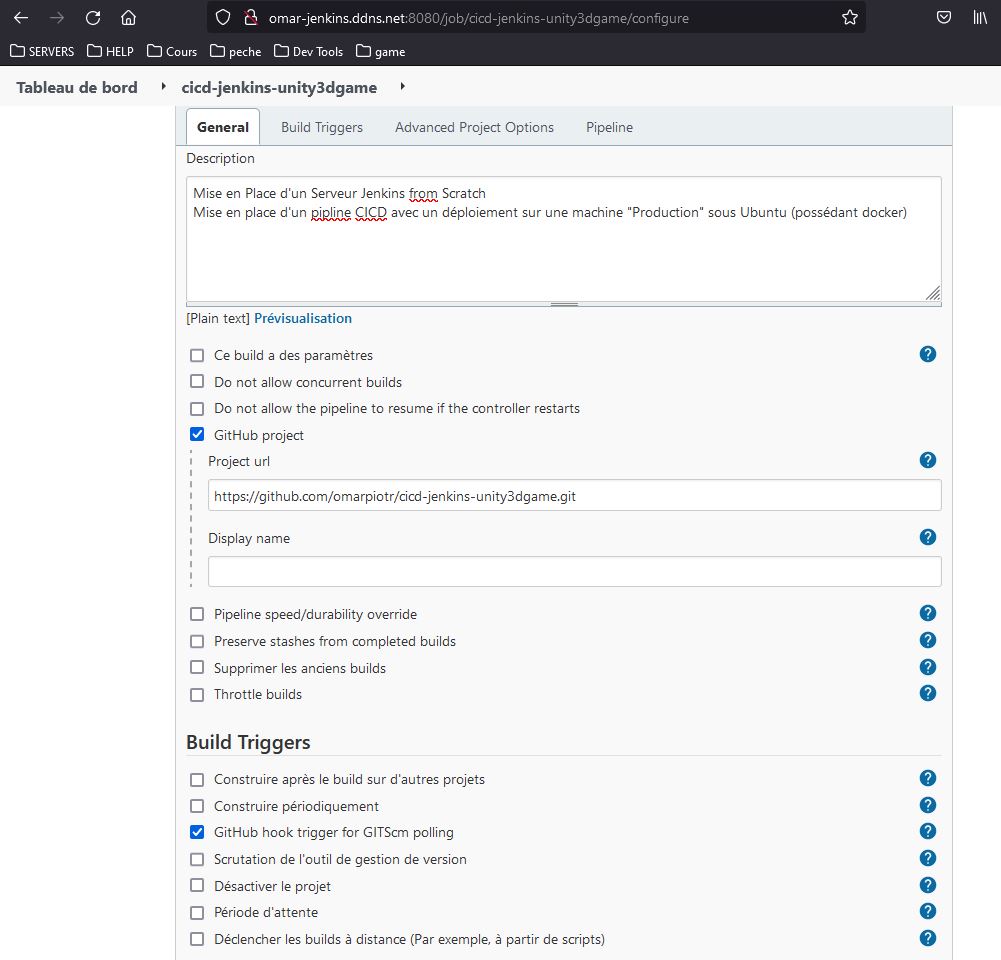 omar-jenkins.ddns.net:8080/job/cicd-jenkins-unity3dgame/configure
SERVERS HELP Cours peche Dev Tools game
Tableau de bord cicd-jenkins-unity3dgame
General Build Triggers Advanced Project Options Pipeline
Description
Mise en Place d'un Serveur Jenkins from Scratch
Mise en place d'un pipline CICD avec un déploiement sur une machine "Production" sous Ubuntu (possédant docker)
[Plain text] Prévisualisation
Ce build a des paramètres
Do not allow concurrent builds
Do not allow the pipeline to resume if the controller restarts
GitHub project
Project url
https://github.com/omarpiotr/cicd-jenkins-unity3dgame.git
Display name
Pipeline speed/durability override
Preserve stashes from completed builds
Supprimer les anciens builds
Throttle builds
Build Triggers
Construire après le build sur d'autres projets
Construire périodiquement
GitHub hook trigger for GITScm polling
Scrutation de l'outil de gestion de version
Désactiver le projet
Période d'attente
Déclencher les builds à distance (Par exemple, à partir de scripts)